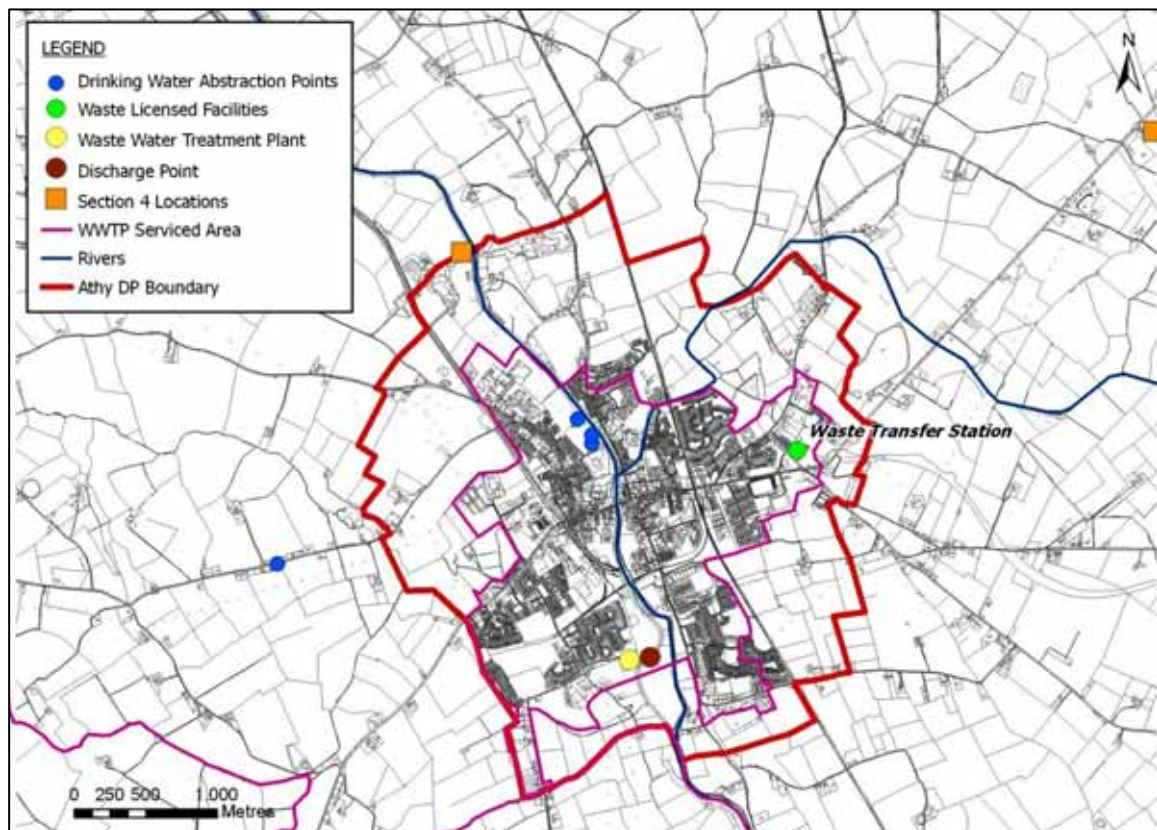 LEGEND
Drinking Water Abstraction Points
Waste Licensed Facilities
Waste Water Treatment Plant
Discharge Point
Section 4 Locations
WWTP Serviced Area
Rivers
Athy DP Boundary
N
Waste Transfer Station
0 250 500 1,000
Metres